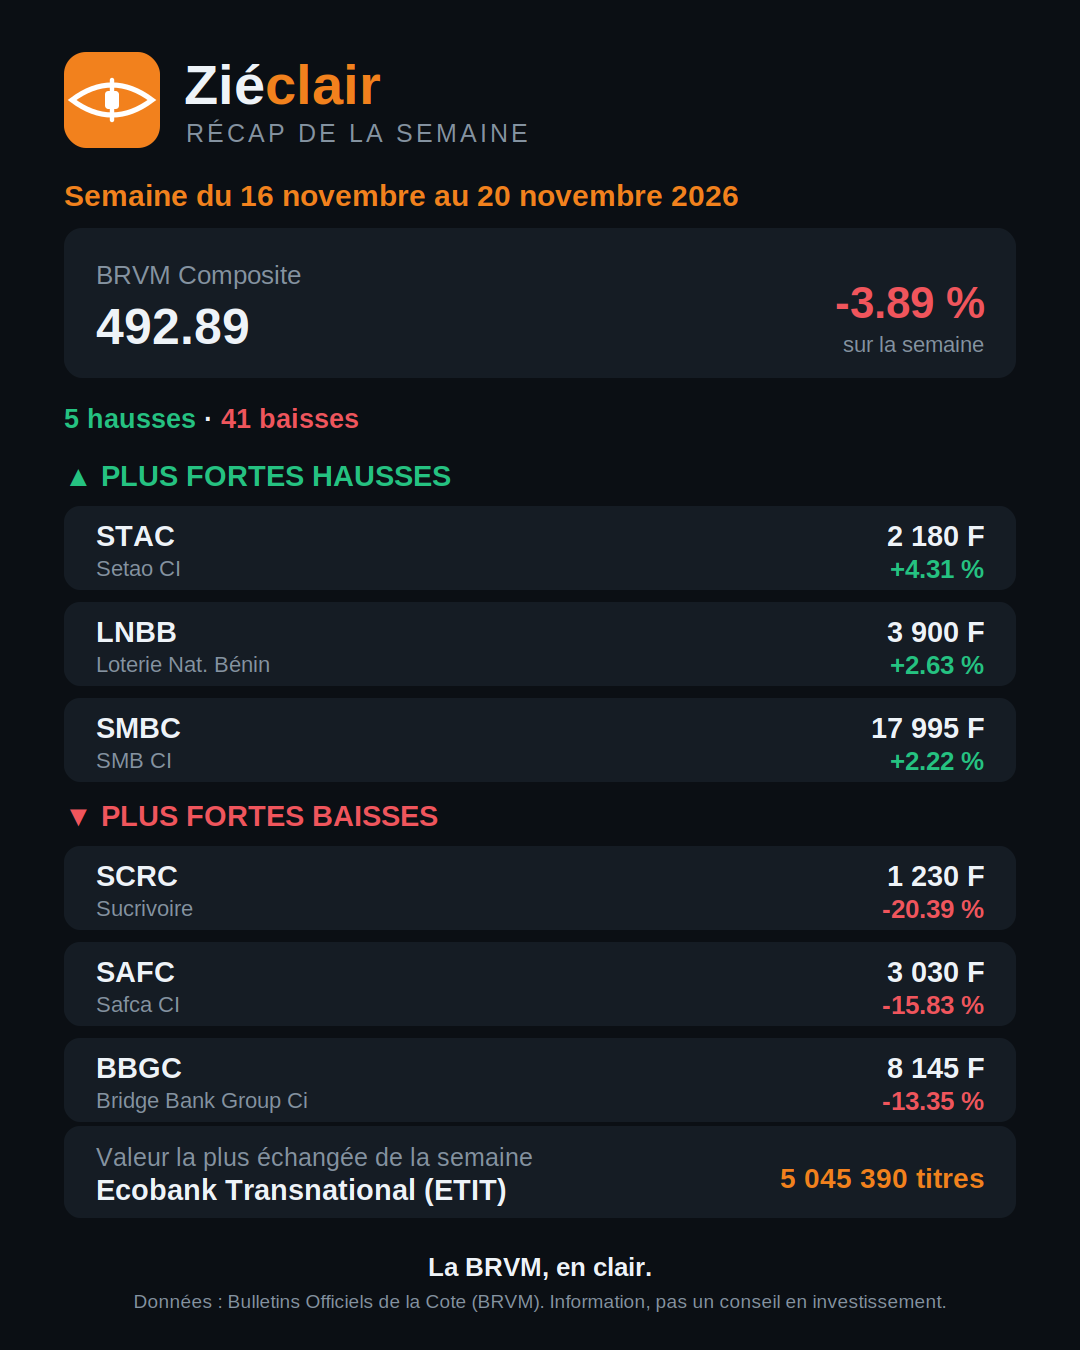 Ziéclair
RÉCAP DE LA SEMAINE
Semaine du 16 novembre au 20 novembre 2026
BRVM Composite
492.89
-3.89 %
sur la semaine
5 hausses · 41 baisses
▲ PLUS FORTES HAUSSES
STAC
2 180 F
Setao CI
+4.31 %
LNBB
3 900 F
Loterie Nat. Bénin
+2.63 %
SMBC
17 995 F
SMB CI
+2.22 %
▼ PLUS FORTES BAISSES
SCRC
1 230 F
Sucrivoire
-20.39 %
SAFC
3 030 F
Safca CI
-15.83 %
BBGC
8 145 F
Bridge Bank Group Ci
-13.35 %
Valeur la plus échangée de la semaine
Ecobank Transnational (ETIT)
5 045 390 titres
La BRVM, en clair.
Données : Bulletins Officiels de la Cote (BRVM). Information, pas un conseil en investissement.